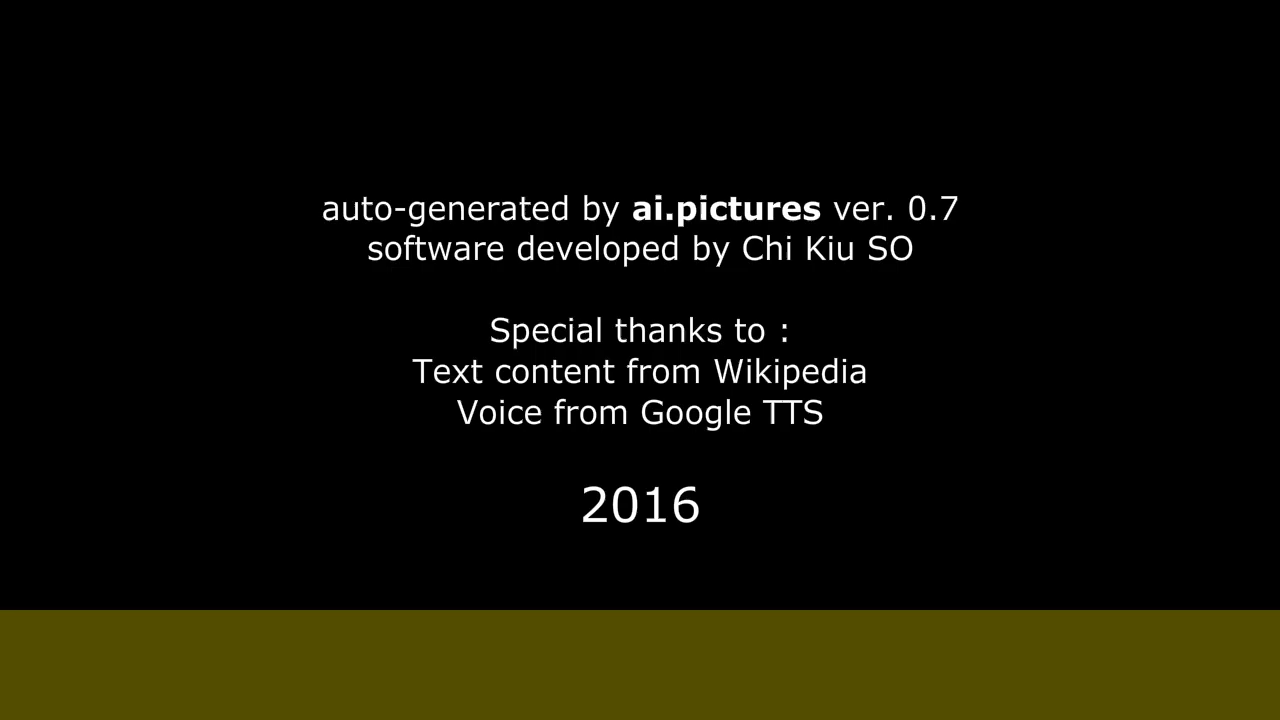 auto-generated by ai.pictures ver. 0.7
software developed by Chi Kiu SO
Special thanks to :
Text content from Wikipedia
Voice from Google TTS
2016